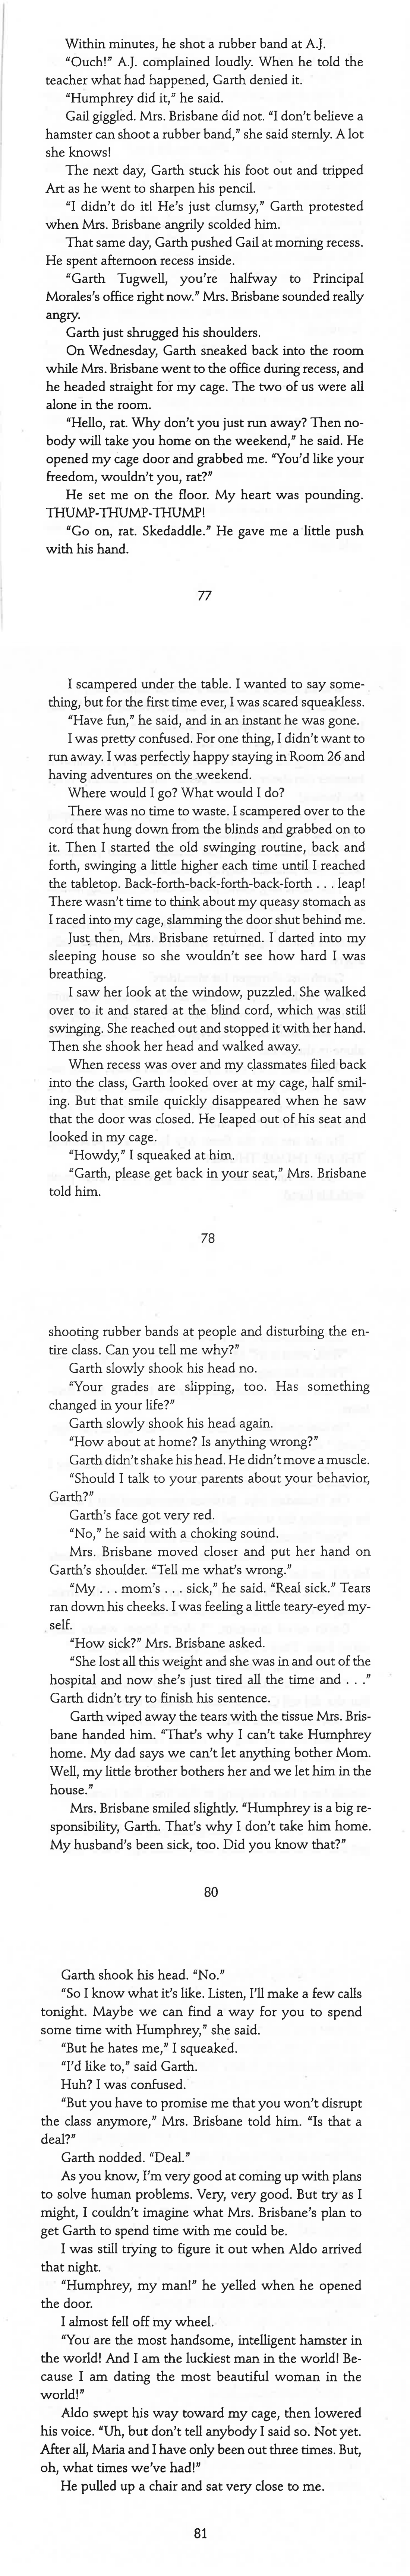 Within minutes, he shot a rubber band at A.J.
"Ouch!" A.J. complained loudly. When he told the
teacher what had happened, Garth denied it.
"Humphrey did it," he said.
Gail giggled. Mrs. Brisbane did not. "I don't believe a
hamster can shoot a rubber band," she said sternly. A lot
she knows!
The next day, Garth stuck his foot out and tripped
Art as he went to sharpen his pencil.
"I didn't do it! He's just clumsy," Garth protested
when Mrs. Brisbane angrily scolded him.
That same day, Garth pushed Gail at morning recess.
He spent afternoon recess inside.
"Garth Tugwell, you're halfway to Principal
Morales's office right now." Mrs. Brisbane sounded really
angry.
Garth just shrugged his shoulders.
On Wednesday, Garth sneaked back into the room
while Mrs. Brisbane went to the office during recess, and
he headed straight for my cage. The two of us were all
alone in the room.
"Hello, rat. Why don't you just run away? Then no-
body will take you home on the weekend," he said. He
opened my cage door and grabbed me. "You'd like your
freedom, wouldn't you, rat?"
He set me on the floor. My heart was pounding.
THUMP-THUMP-THUMP!
"Go on, rat. Skedaddle." He gave me a little push
with his hand.
77
I scampered under the table. I wanted to say some-
thing, but for the first time ever, I was scared squeakless.
"Have fun," he said, and in an instant he was gone.
I was pretty confused. For one thing, I didn't want to
run away. I was perfectly happy staying in Room 26 and
having adventures on the weekend.
Where would I go? What would I do?
There was no time to waste. I scampered over to the
cord that hung down from the blinds and grabbed on to
it. Then I started the old swinging routine, back and
forth, swinging a little higher each time until I reached
the tabletop. Back-forth-back-forth-back-forth . . . leap!
There wasn't time to think about my queasy stomach as
I raced into my cage, slamming the door shut behind me.
Just then, Mrs. Brisbane returned. I darted into my
sleeping house so she wouldn't see how hard I was
breathing.
I saw her look at the window, puzzled. She walked
over to it and stared at the blind cord, which was still
swinging. She reached out and stopped it with her hand.
Then she shook her head and walked away.
When recess was over and my classmates filed back
into the class, Garth looked over at my cage, half smil-
ing. But that smile quickly disappeared when he saw
that the door was closed. He leaped out of his seat and
looked in my cage.
"Howdy," I squeaked at him.
"Garth, please get back in your seat," Mrs. Brisbane
told him.
78
shooting rubber bands at people and disturbing the en-
tire class. Can you tell me why?"
Garth slowly shook his head no.
"Your grades are slipping, too. Has something
changed in your life?"
Garth slowly shook his head again.
"How about at home? Is anything wrong?"
Garth didn't shake his head. He didn't move a muscle.
"Should I talk to your parents about your behavior,
Garth?"
Garth's face got very red.
"No," he said with a choking sound.
Mrs. Brisbane moved closer and put her hand on
Garth's shoulder. "Tell me what's wrong."
"My . . . mom's . . . sick," he said. "Real sick." Tears
ran down his cheeks. I was feeling a little teary-eyed my-
self.
"How sick?" Mrs. Brisbane asked.
"She lost all this weight and she was in and out of the
hospital and now she's just tired all the time and . . ."
Garth didn't try to finish his sentence.
Garth wiped away the tears with the tissue Mrs. Bris-
bane handed him. "That's why I can't take Humphrey
home. My dad says we can't let anything bother Mom.
Well, my little brother bothers her and we let him in the
house."
Mrs. Brisbane smiled slightly. "Humphrey is a big re-
sponsibility, Garth. That's why I don't take him home.
My husband's been sick, too. Did you know that?"
80
Garth shook his head. "No."
"So I know what it's like. Listen, I'll make a few calls
tonight. Maybe we can find a way for you to spend
some time with Humphrey," she said.
"But he hates me," I squeaked.
"I'd like to," said Garth.
Huh? I was confused.
"But you have to promise me that you won't disrupt
the class anymore," Mrs. Brisbane told him. "Is that a
deal?"
Garth nodded. "Deal."
As you know, I'm very good at coming up with plans
to solve human problems. Very, very good. But try as I
might, I couldn't imagine what Mrs. Brisbane's plan to
get Garth to spend time with me could be.
I was still trying to figure it out when Aldo arrived
that night.
"Humphrey, my man!" he yelled when he opened
the door.
I almost fell off my wheel.
"You are the most handsome, intelligent hamster in
the world! And I am the luckiest man in the world! Be-
cause I am dating the most beautiful woman in the
world!"
Aldo swept his way toward my cage, then lowered
his voice. "Uh, but don't tell anybody I said so. Not yet.
After all, Maria and I have only been out three times. But,
oh, what times we've had!"
He pulled up a chair and sat very close to me.
81